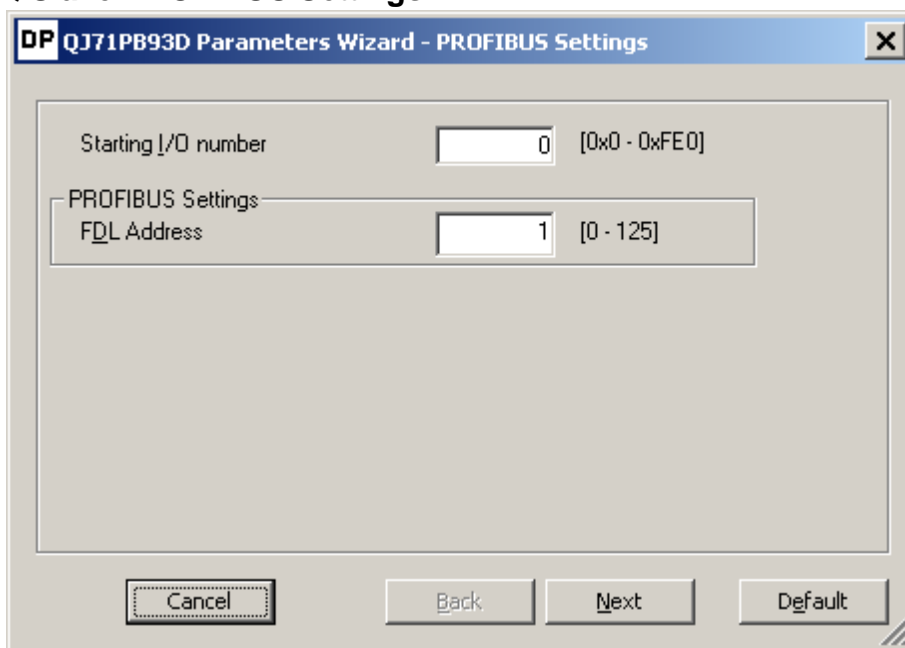 DP QJ71PB93D Parameters Wizard - PROFIBUS Settings
Starting I/O number 0 [0x0 - 0xFE0]
PROFIBUS Settings
FDL Address 1 [0 - 125]
Cancel Back Next Default